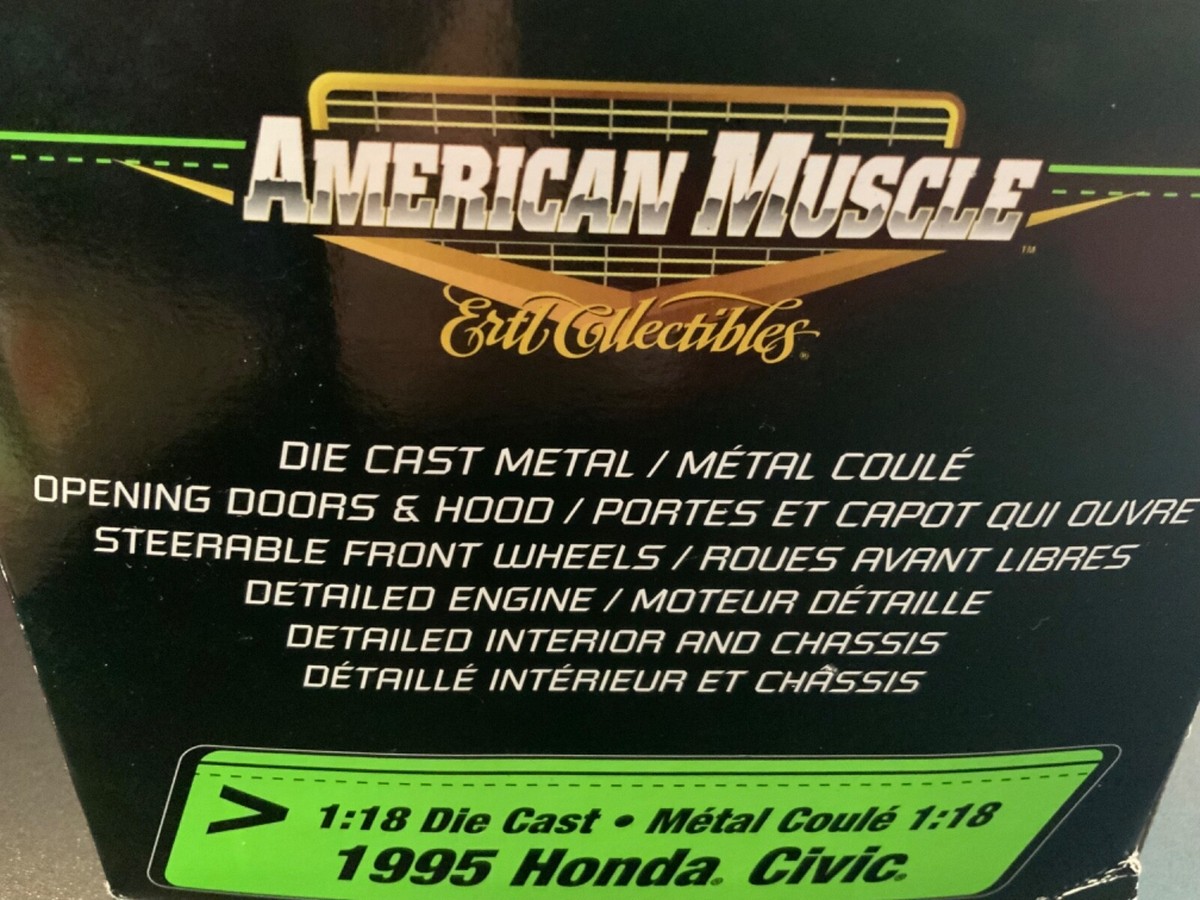 AMERICAN MUSCLE
TM
Ertl Collectibles®
DIE CAST METAL / MÉTAL COULÉ
OPENING DOORS & HOOD / PORTES ET CAPOT QUI OUVRE
STEERABLE FRONT WHEELS / ROUES AVANT LIBRES
DETAILED ENGINE / MOTEUR DÉTAILLE
DETAILED INTERIOR AND CHASSIS
DÉTAILLÉ INTÉRIEUR ET CHÂSSIS
> 1:18 Die Cast • Métal Coulé 1:18
1995 Honda® Civic®